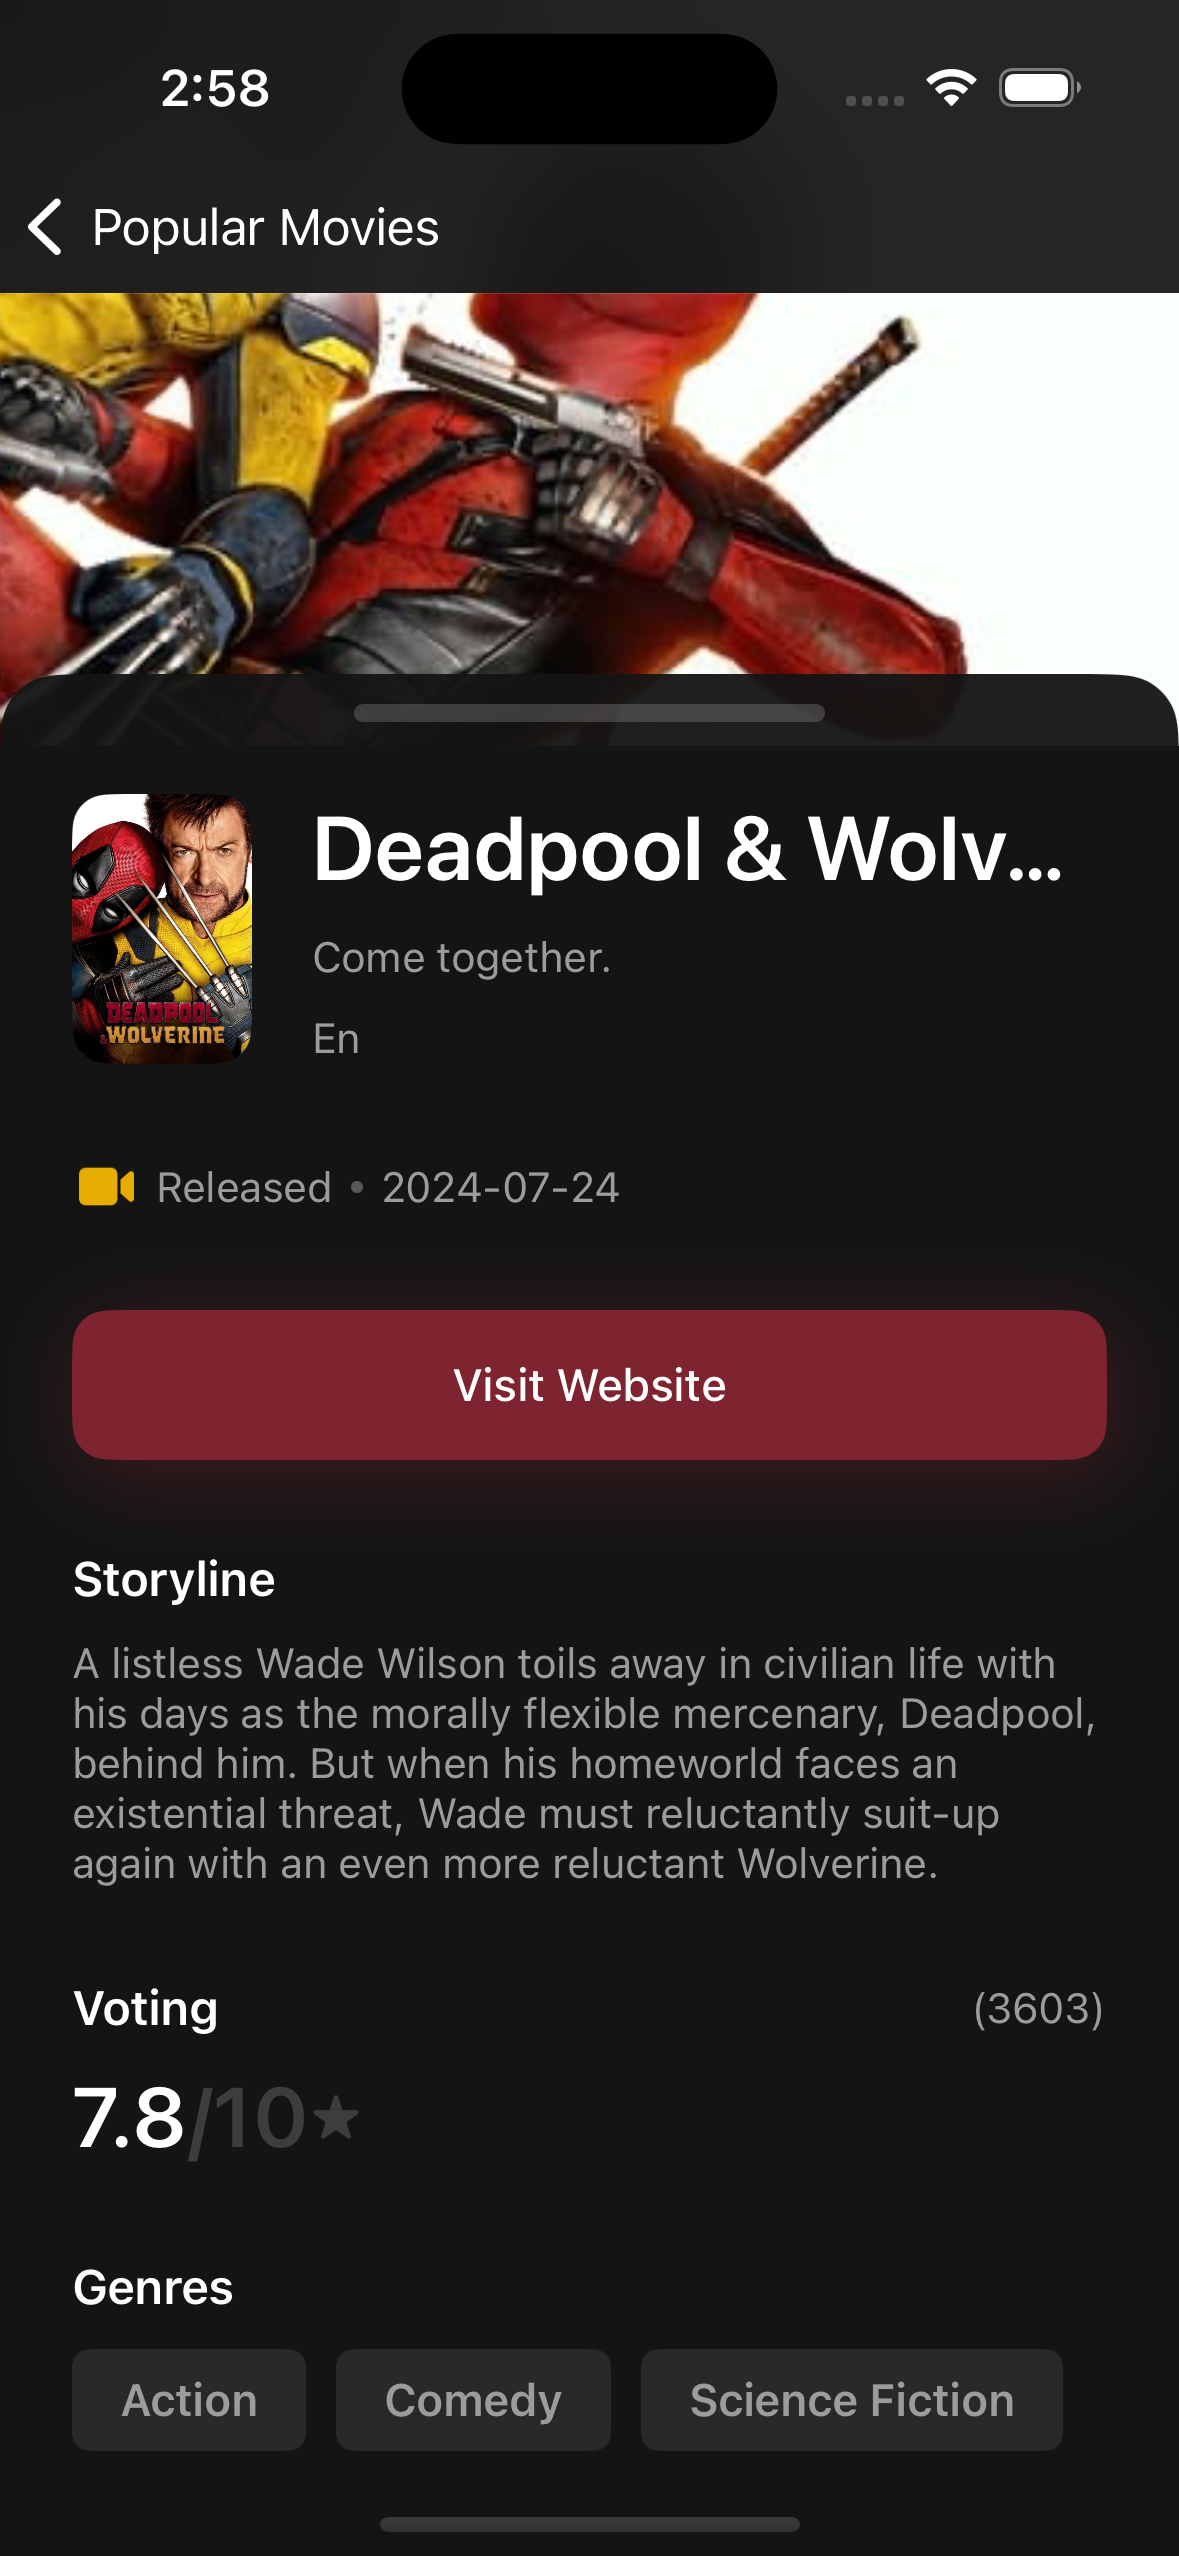 2:58
Popular Movies
Deadpool & Wolv...
DEADPOOL
& WOLVERINE
Come together.
En
Released • 2024-07-24
Visit Website
Storyline
A listless Wade Wilson toils away in civilian life with
his days as the morally flexible mercenary, Deadpool,
behind him. But when his homeworld faces an
existential threat, Wade must reluctantly suit-up
again with an even more reluctant Wolverine.
Voting (3603)
7.8/10★
Genres
Action Comedy Science Fiction